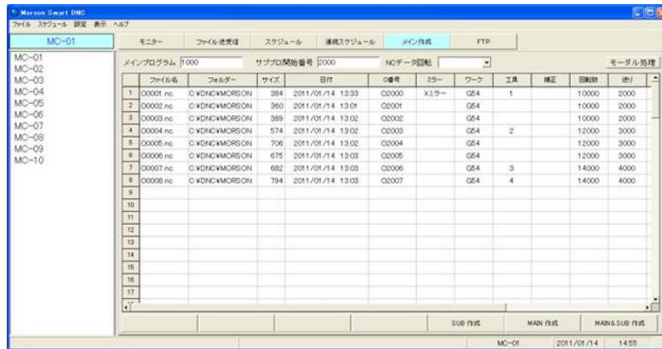 Morson Smart DNC
ファイル スケジュール 設定 表示 ヘルプ
MC-01 モニター ファイル送受信 スケジュール 連続スケジュール メイン作成 FTP
MC-01
MC-02
MC-03
MC-04
MC-05
MC-06
MC-07
MC-08
MC-09
MC-10
メインプログラム 1000 サブプロ開始番号 2000 NCデータ回転 モーダル処理
ファイル名 フォルダー サイズ 日付 O番号 ミラー ワーク 工具 補正 回転数 送り
1 O0001.nc C:¥DNC¥MORSON 384 2011/01/14 13:33 O2000 Xミラー G54 1 10000 2000
2 O0002.nc C:¥DNC¥MORSON 360 2011/01/14 13:01 O2001 G54 10000 2000
3 O0003.nc C:¥DNC¥MORSON 389 2011/01/14 13:02 O2002 G54 10000 2000
4 O0004.nc C:¥DNC¥MORSON 574 2011/01/14 13:02 O2003 G54 2 12000 3000
5 O0005.nc C:¥DNC¥MORSON 706 2011/01/14 13:02 O2004 G54 12000 3000
6 O0006.nc C:¥DNC¥MORSON 675 2011/01/14 13:03 O2005 G54 12000 3000
7 O0007.nc C:¥DNC¥MORSON 682 2011/01/14 13:03 O2006 G54 3 14000 4000
8 O0008.nc C:¥DNC¥MORSON 794 2011/01/14 13:03 O2007 G54 4 14000 4000
9
10
11
12
13
14
15
16
17
SUB 作成 MAIN 作成 MAIN&SUB 作成
MC-01 2011/01/14 14:55